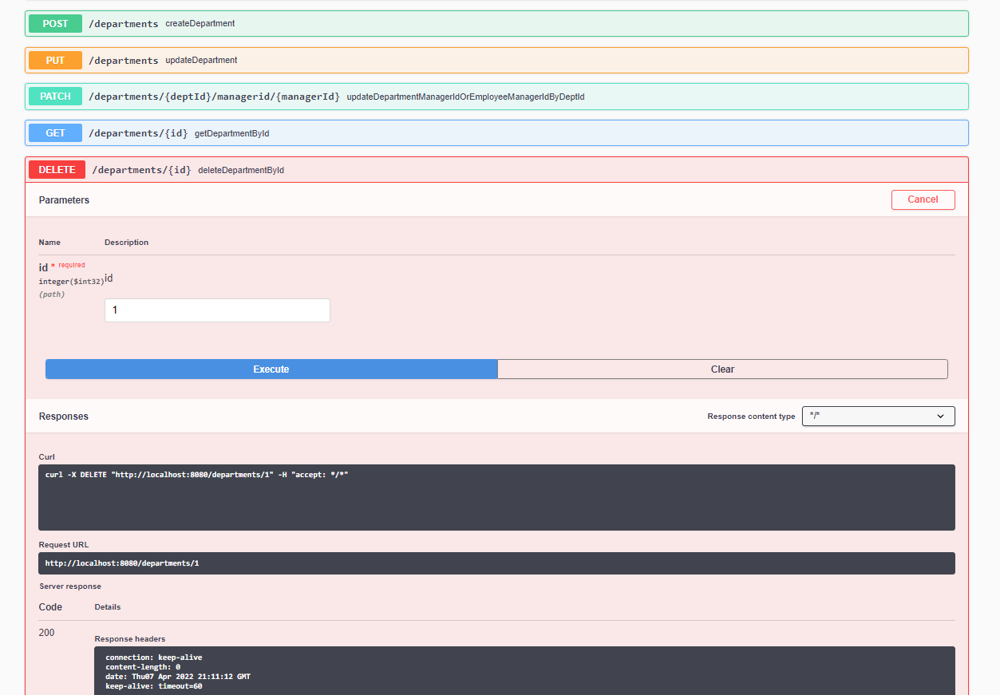 POST /departments createDepartment
PUT /departments updateDepartment
PATCH /departments/{deptId}/managerid/{managerId} updateDepartmentManagerIdOrEmployeeManagerIdByDeptId
GET /departments/{id} getDepartmentById
DELETE /departments/{id} deleteDepartmentById
Parameters Cancel
Name Description
id * required
integer($int32) id
(path)
1
Execute Clear
Responses Response content type */*
Curl
curl -X DELETE "http://localhost:8080/departments/1" -H "accept: */*"
Request URL
http://localhost:8080/departments/1
Server response
Code Details
200
Response headers
connection: keep-alive
content-length: 0
date: Thu07 Apr 2022 21:11:12 GMT
keep-alive: timeout=60